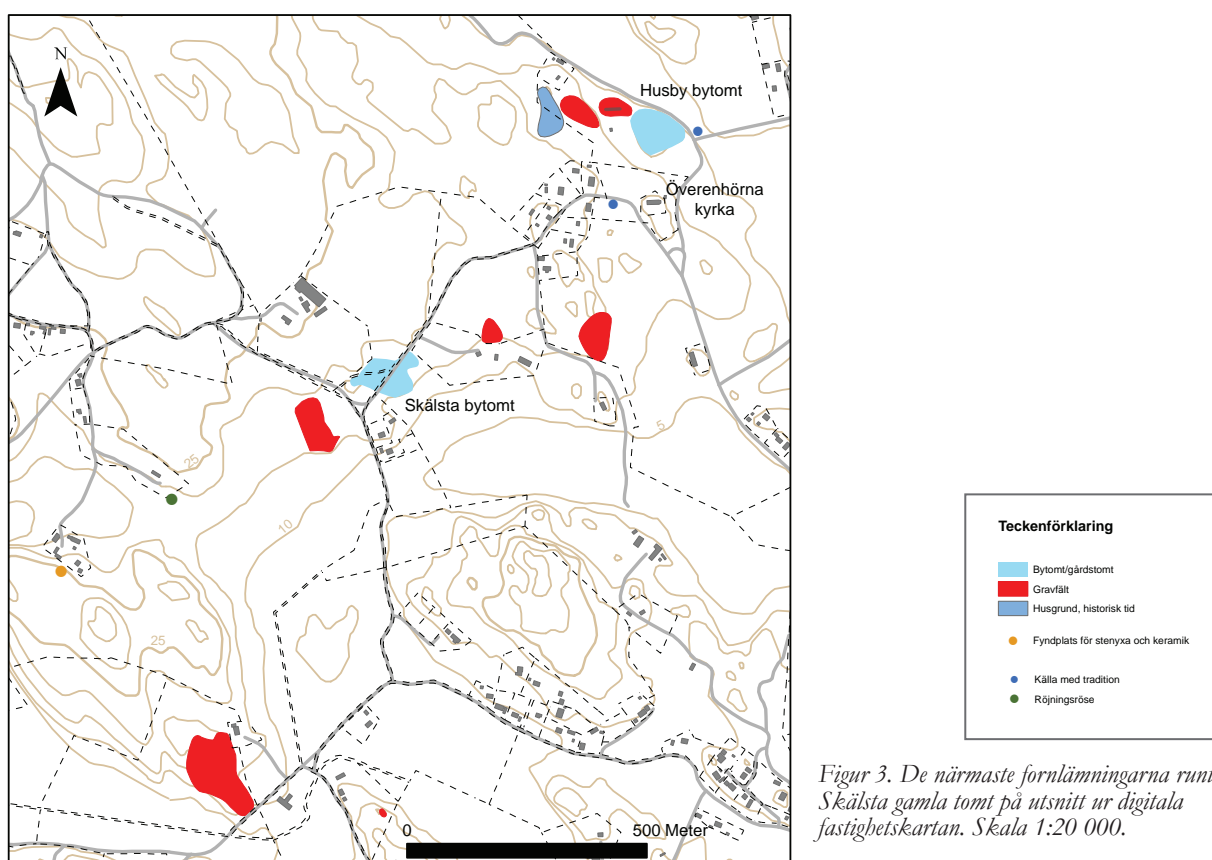 N
Husby bytomt
Överenhörna
kyrka
Skälsta bytomt
5
25
10
25
0
500 Meter
Teckenförklaring
Bytomt/gårdstomt
Gravfält
Husgrund, historisk tid
Fyndplats för stenyxa och keramik
Källa med tradition
Röjningsröse
Figur 3. De närmaste fornlämningarna runt
Skälsta gamla tomt på utsnitt ur digitala
fastighetskartan. Skala 1:20 000.